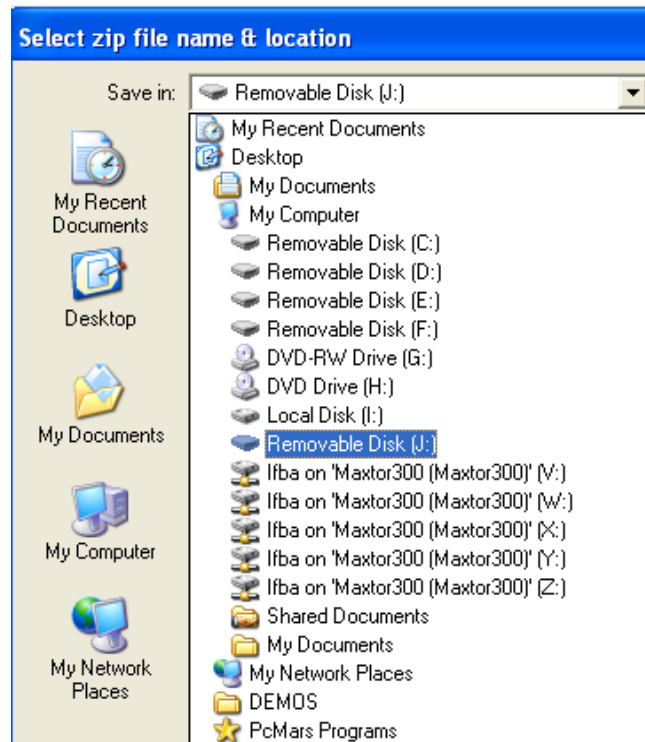 Select zip file name & location
Save in:
Removable Disk (J:)
My Recent Documents
Desktop
My Documents
My Computer
Removable Disk (C:)
Removable Disk (D:)
Removable Disk (E:)
Removable Disk (F:)
DVD-RW Drive (G:)
DVD Drive (H:)
Local Disk (I:)
Removable Disk (J:)
Ifba on 'Maxtor300 (Maxtor300)' (V:)
Ifba on 'Maxtor300 (Maxtor300)' (W:)
Ifba on 'Maxtor300 (Maxtor300)' (X:)
Ifba on 'Maxtor300 (Maxtor300)' (Y:)
Ifba on 'Maxtor300 (Maxtor300)' (Z:)
Shared Documents
My Documents
My Network Places
DEMOS
PcMars Programs
My Recent
Documents
Desktop
My Documents
My Computer
My Network
Places